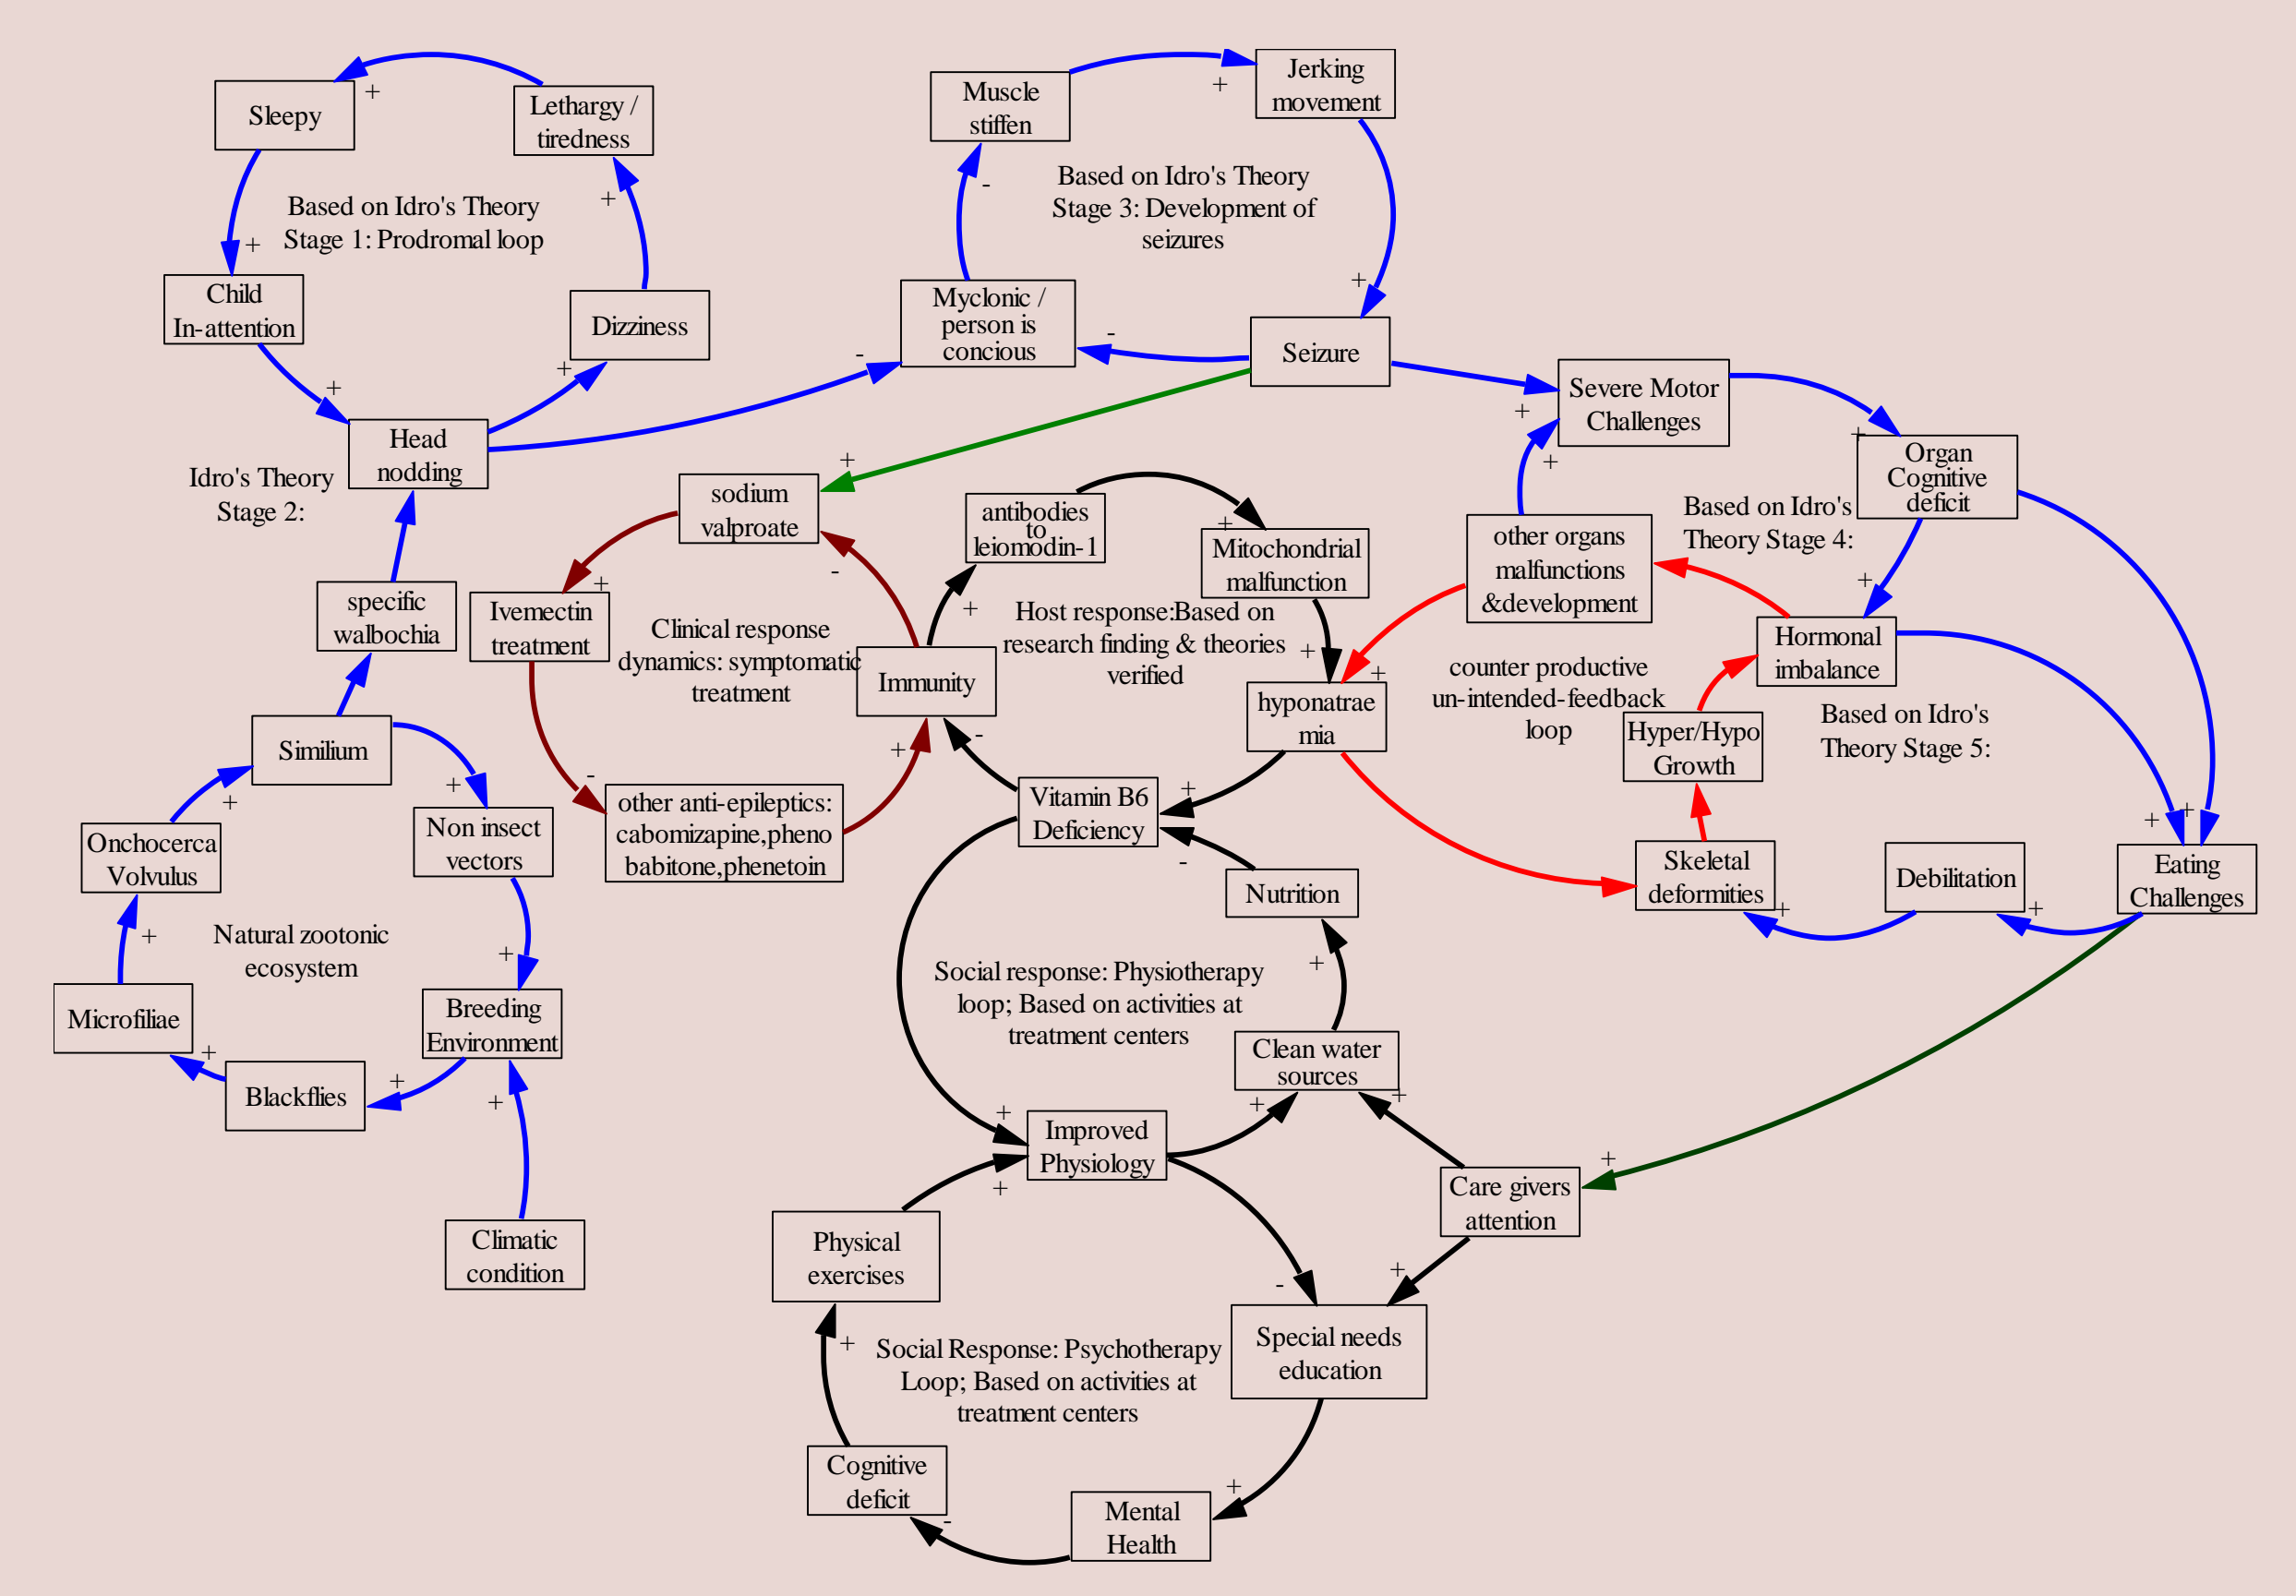 Sleepy
Lethargy /
tiredness
Based on Idro's Theory
Stage 1: Prodromal loop
Child
In-attention
Dizziness
Head
nodding
Idro's Theory
Stage 2:
Muscle
stiffen
Jerking
movement
Based on Idro's Theory
Stage 3: Development of
seizures
Myclonic /
person is
concious
Seizure
Severe Motor
Challenges
Organ
Cognitive
deficit
Based on Idro's
Theory Stage 4:
other organs
malfunctions
&development
Hormonal
imbalance
counter productive
un-intended-feedback
loop
Hyper/Hypo
Growth
Based on Idro's
Theory Stage 5:
Skeletal
deformities
Debilitation
Eating
Challenges
sodium
valproate
antibodies
to
leiomodin-1
Mitochondrial
malfunction
Ivemectin
treatment
Clinical response
dynamics: symptomatic
treatment
Immunity
Host response:Based on
research finding & theories
verified
hyponatrae
mia
other anti-epileptics:
cabomizapine,pheno
babitone,phenetoin
Vitamin B6
Deficiency
Nutrition
specific
walbochia
Similium
Non insect
vectors
Onchocerca
Volvulus
Natural zootonic
ecosystem
Microfiliae
Breeding
Environment
Blackflies
Climatic
condition
Social response: Physiotherapy
loop; Based on activities at
treatment centers
Clean water
sources
Improved
Physiology
Care givers
attention
Physical
exercises
Special needs
education
Social Response: Psychotherapy
Loop; Based on activities at
treatment centers
Cognitive
deficit
Mental
Health